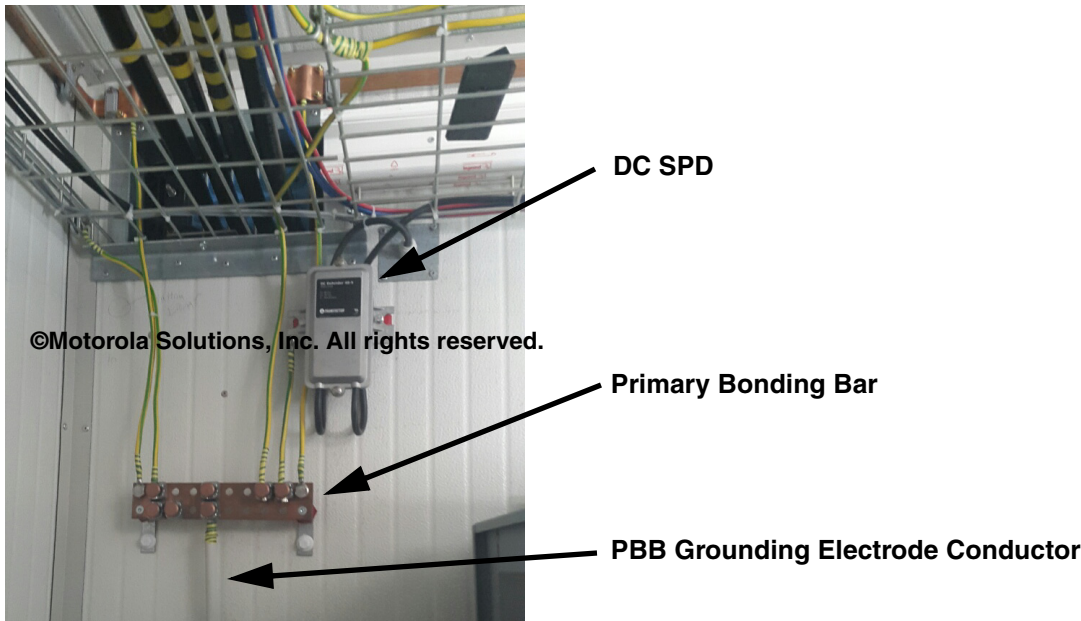 DC SPD
©Motorola Solutions, Inc. All rights reserved.
Primary Bonding Bar
PBB Grounding Electrode Conductor